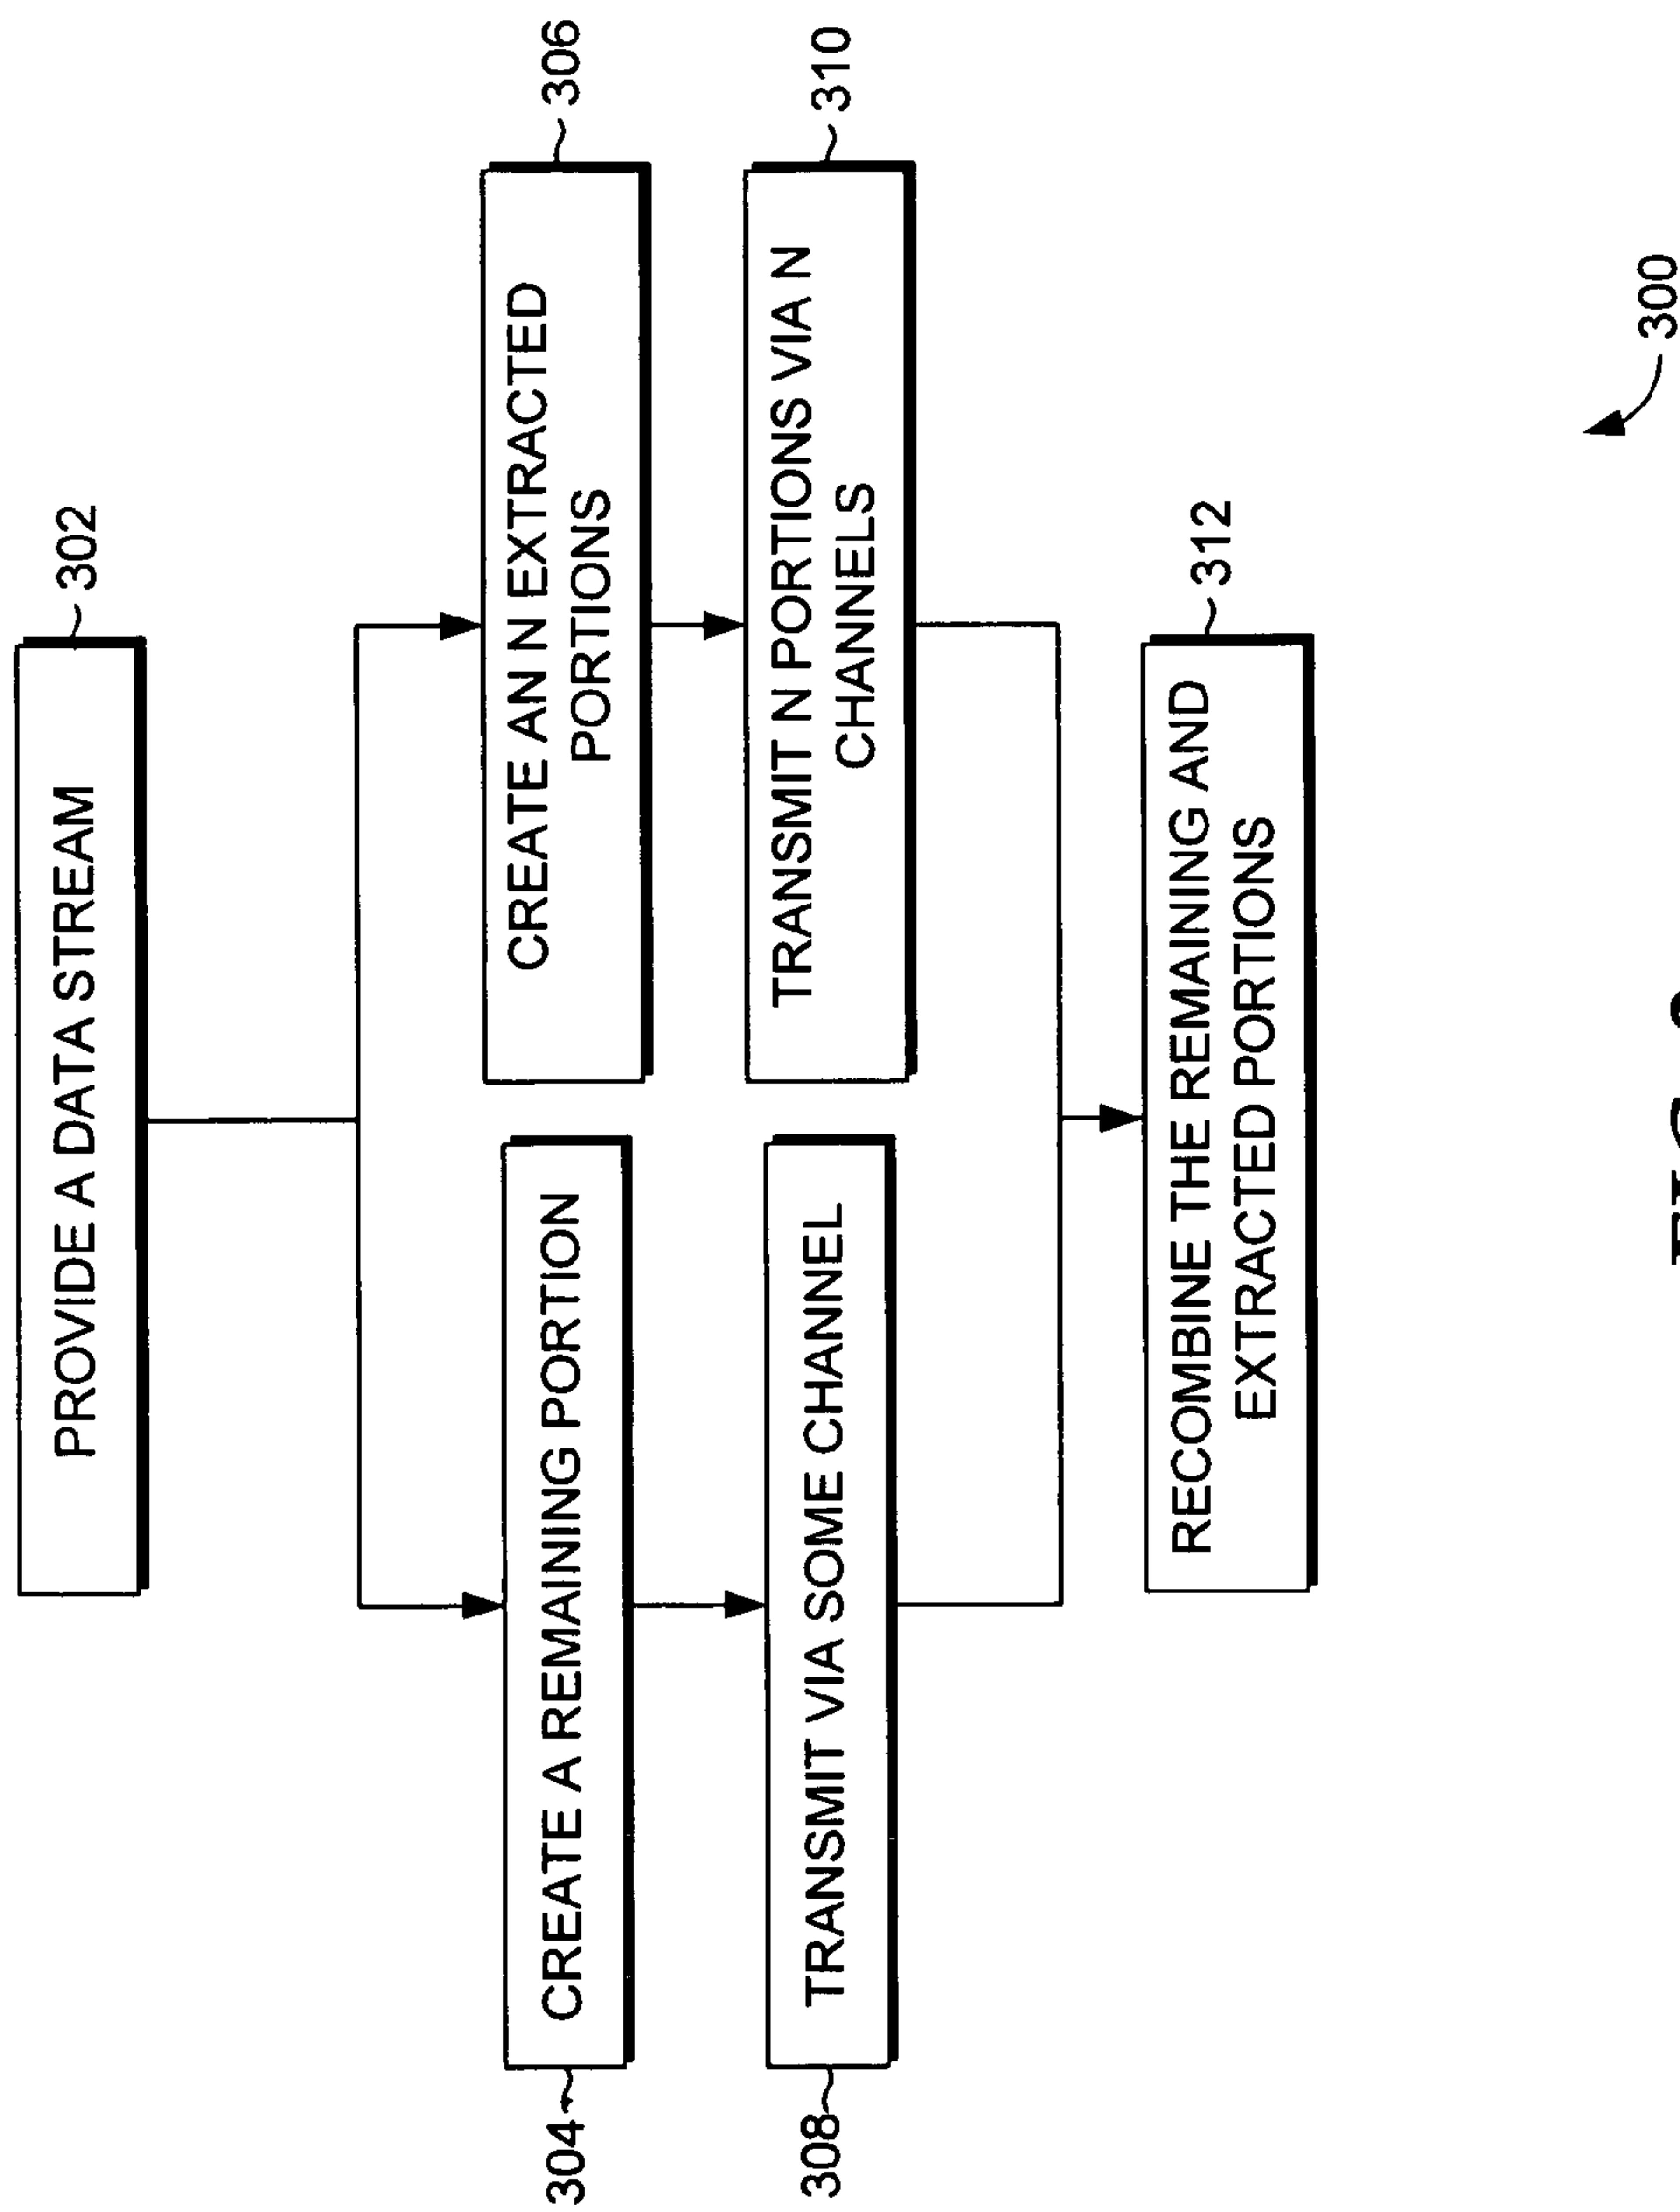 PROVIDE A DATA STREAM
302
304
CREATE A REMAINING PORTION
CREATE AN N EXTRACTED
PORTIONS
306
308
TRANSMIT VIA SOME CHANNEL
TRANSMIT N PORTIONS VIA N
CHANNELS
310
RECOMBINE THE REMAINING AND
EXTRACTED PORTIONS
312
300